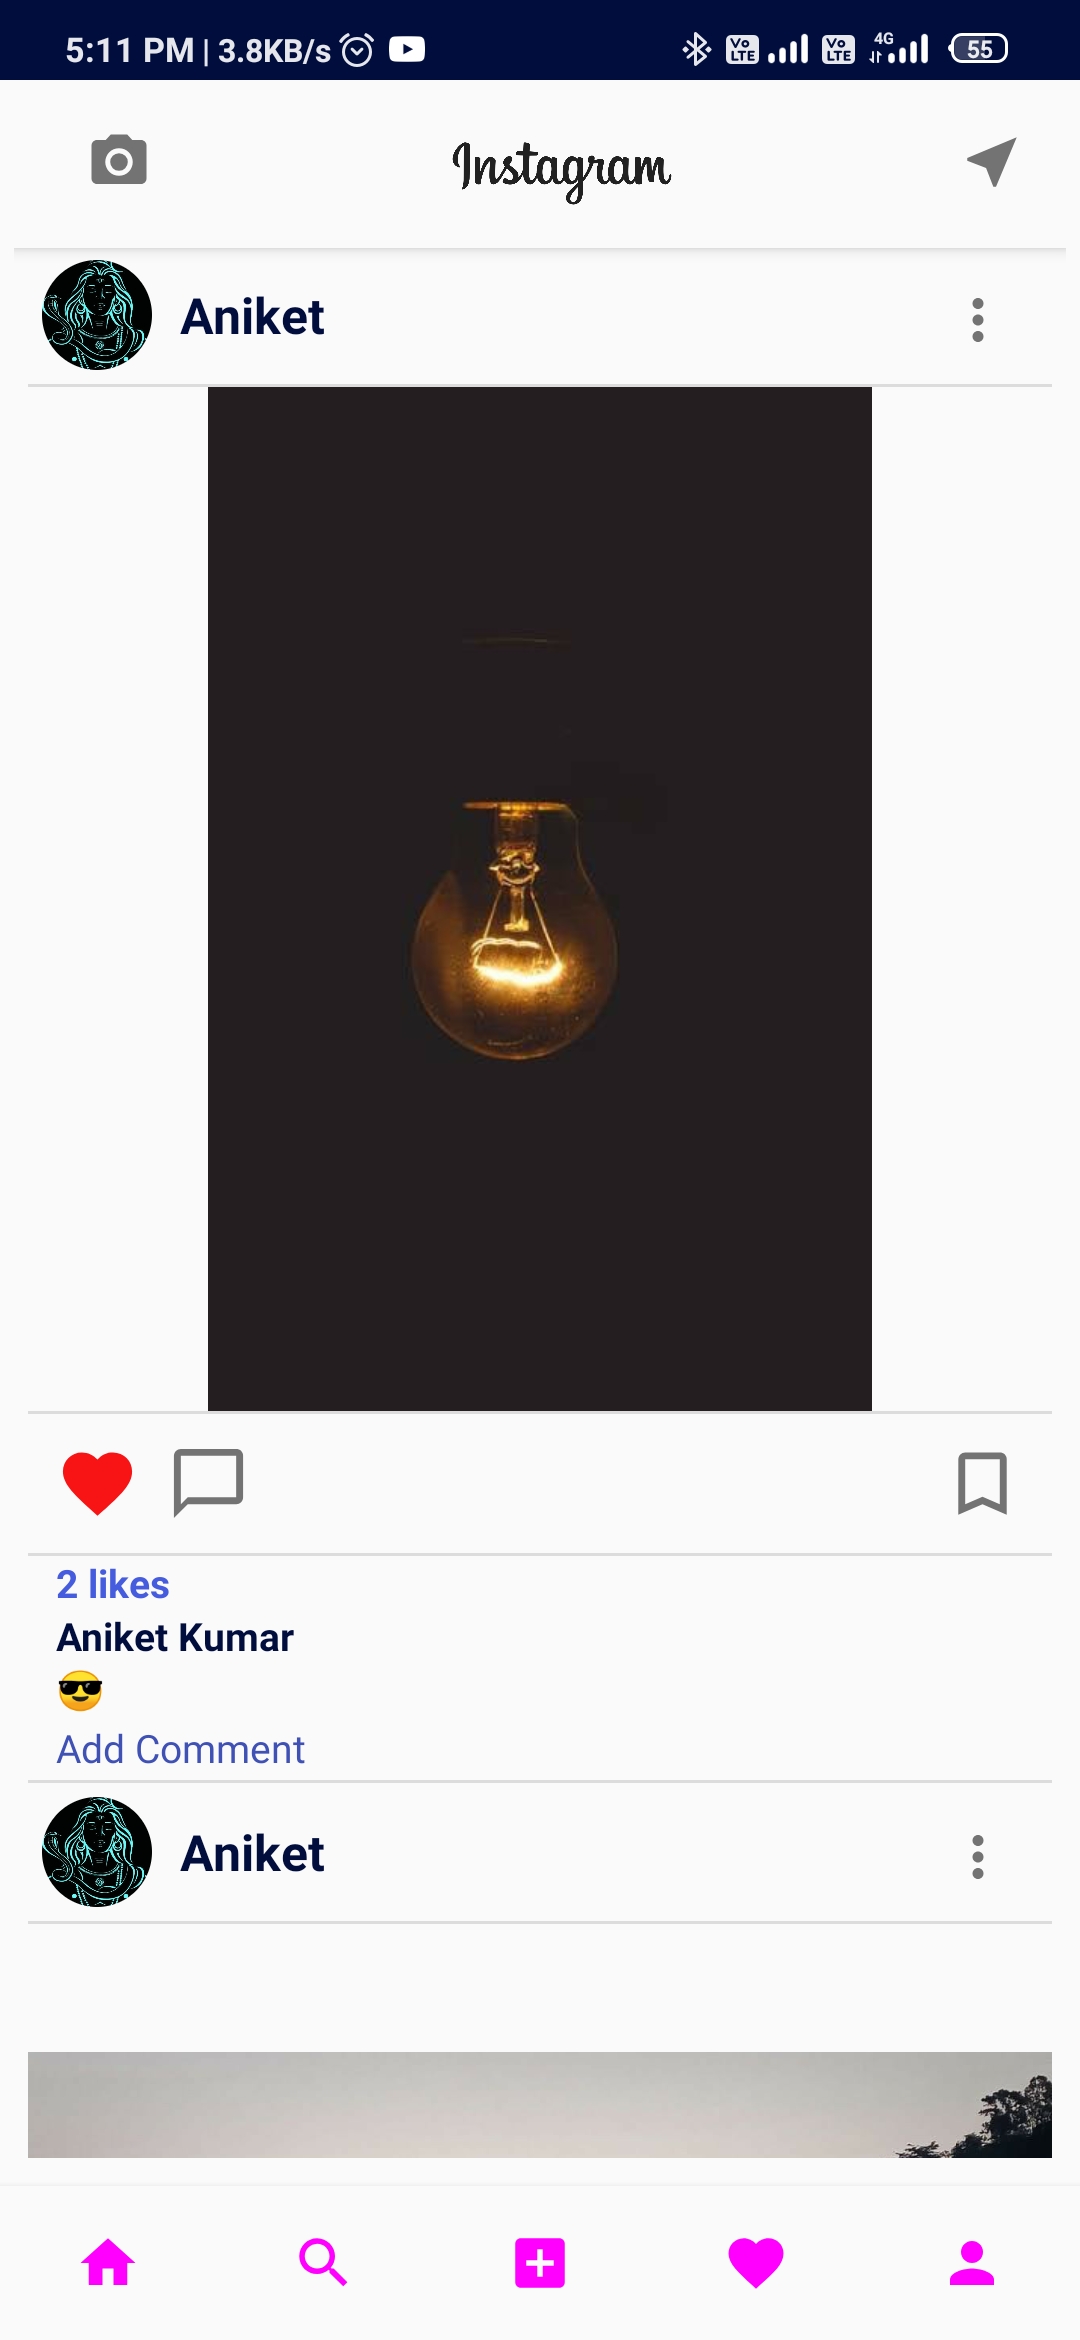 5:11 PM | 3.8KB/s Vo LTE Vo LTE 4G 55
Instagram
Aniket
2 likes
Aniket Kumar
😎
Add Comment
Aniket